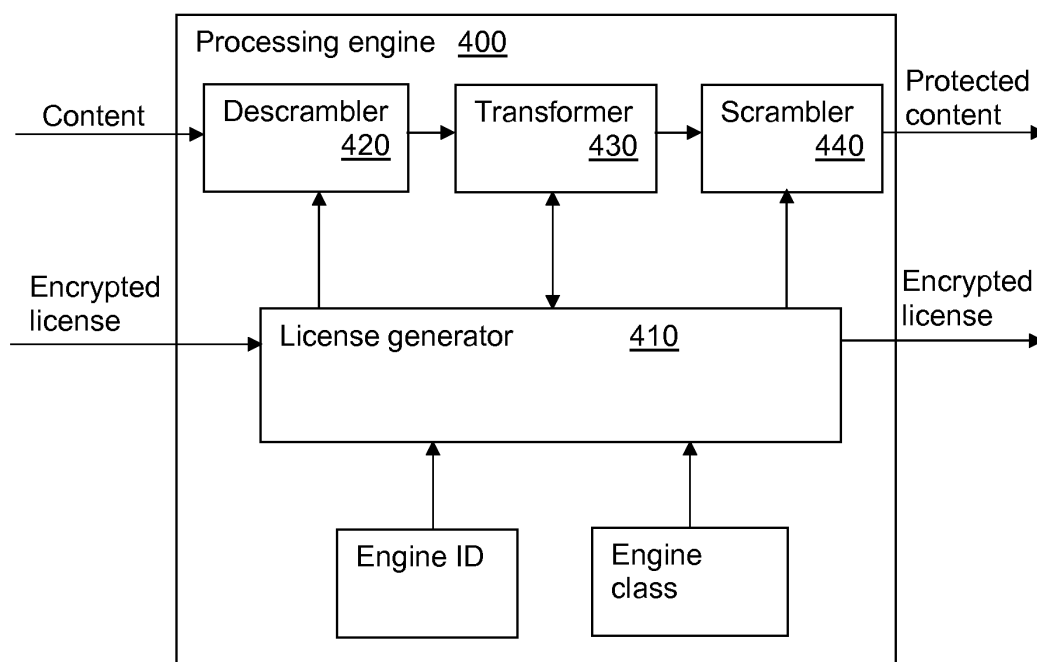 Processing engine 400
Content
Descrambler
420
Transformer
430
Scrambler
440
Protected
content
Encrypted
license
License generator 410
Encrypted
license
Engine ID
Engine
class